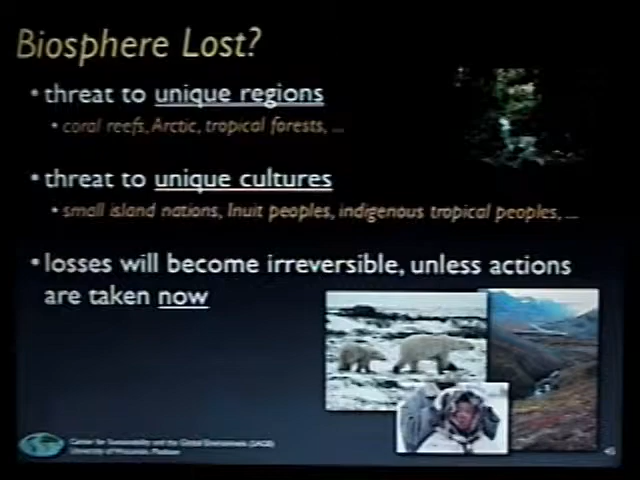 Biosphere Lost?
• threat to unique regions
• coral reefs, Arctic, tropical forests, ...
• threat to unique cultures
• small island nations, Inuit peoples, indigenous tropical peoples, ...
• losses will become irreversible, unless actions
are taken now
Center for Sustainability and the Global Environment (SAGE)
University of Wisconsin, Madison